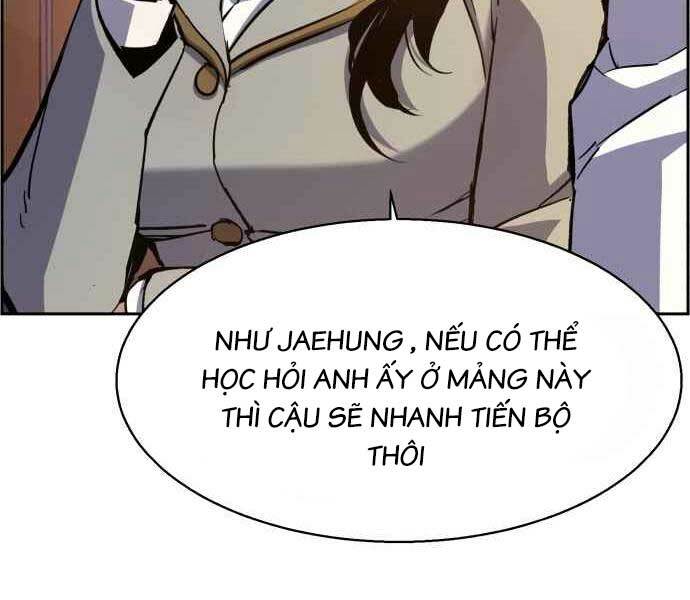 NHƯ JAEHUNG , NẾU CÓ THỂ
HỌC HỎI ANH ẤY Ở MẢNG NÀY
THÌ CẬU SẼ NHANH TIẾN BỘ
THÔI